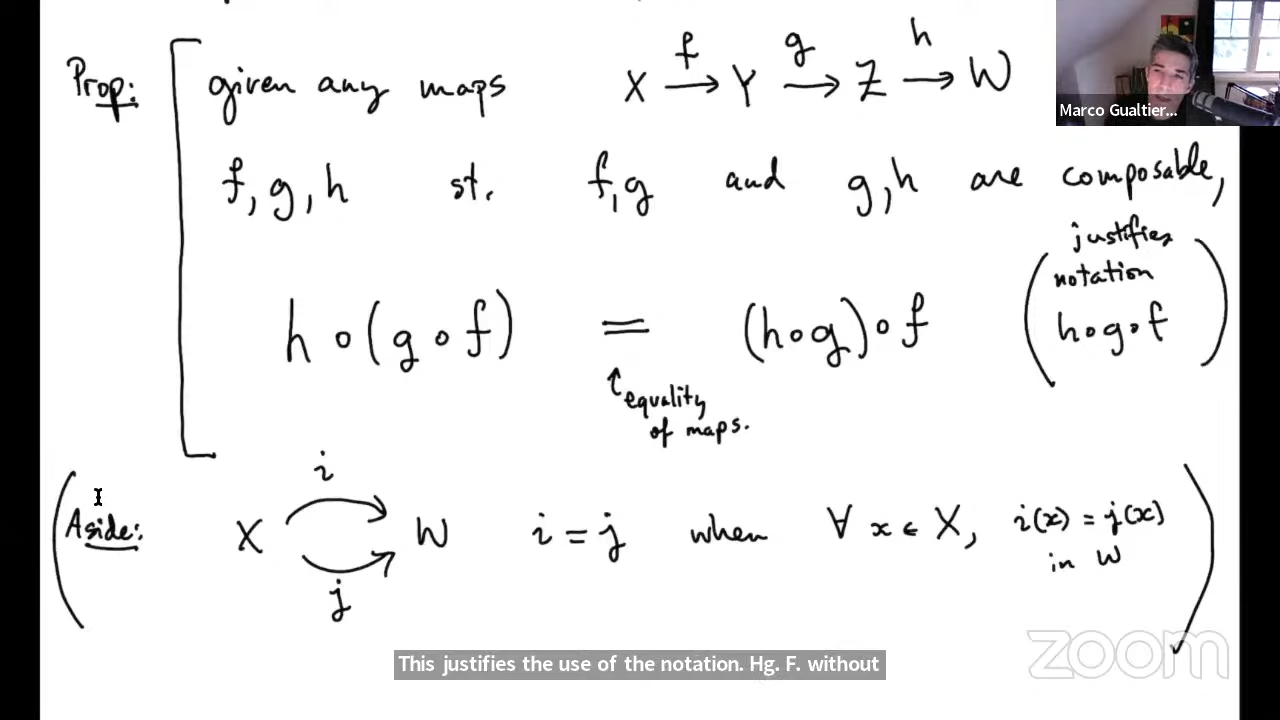 Prop: given any maps X →f Y →g Z →h W
f, g, h st. f,g and g,h are composable,
h∘(g∘f) = (h∘g)∘f
equality
of maps.
(justifies
notation
h∘g∘f)
(Aside: X i j W i = j when ∀ x ∈ X, i(x) = j(x)
in W)
This justifies the use of the notation. Hg. F. without
Marco Gualtier...
zoom